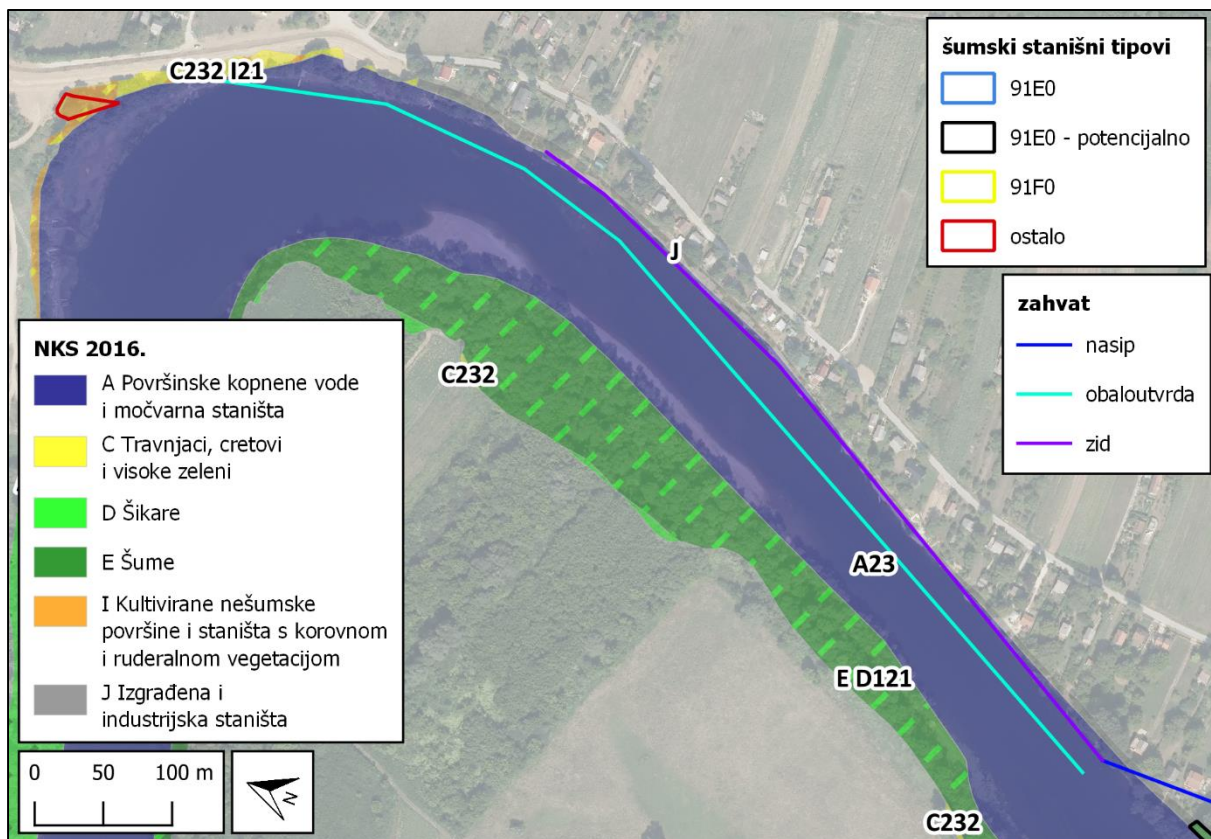 C232 I21
šumski stanišni tipovi
91E0
91E0 - potencijalno
91F0
ostalo
J
zahvat
nasip
obaloutvrda
zid
NKS 2016.
A Površinske kopnene vode
i močvarna staništa
C Travnjaci, cretovi
i visoke zeleni
D Šikare
E Šume
I Kultivirane nešumske
površine i staništa s korovnom
i ruderalnom vegetacijom
J Izgrađena i
industrijska staništa
C232
A23
E D121
C232
0 50 100 m
N